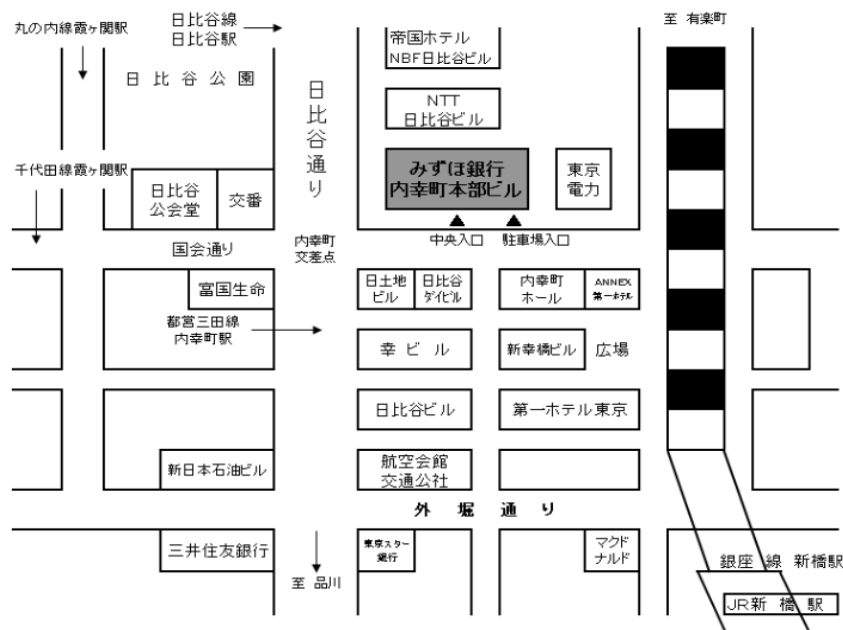 丸の内線霞ヶ関駅
日比谷線
日比谷駅
至 有楽町
帝国ホテル
NBF日比谷ビル
日比谷公園
日比谷通り
NTT
日比谷ビル
千代田線霞ヶ関駅
みずほ銀行
内幸町本部ビル
東京
電力
日比谷
公会堂
交番
中央入口
駐車場入口
国会通り
内幸町
交差点
富国生命
日土地
ビル
日比谷
ダイビル
内幸町
ホール
ANNEX
第一ホテル
都営三田線
内幸町駅
幸ビル
新幸橋ビル
広場
日比谷ビル
第一ホテル東京
新日本石油ビル
航空会館
交通公社
外堀通り
三井住友銀行
東京スター
銀行
マクド
ナルド
銀座線 新橋駅
至 品川
JR新橋駅